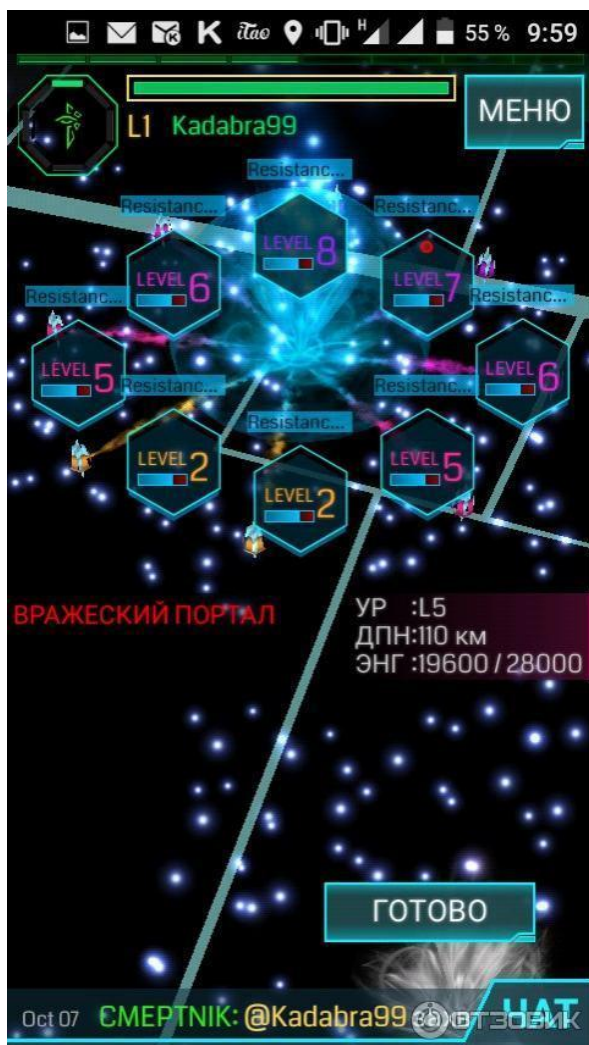 K iTao H 55 % 9:59
МЕНЮ
L1 Kadabra99
Resistanc...
LEVEL 8
Resistanc...
LEVEL 6
Resistanc...
LEVEL 7
Resistanc...
LEVEL 5
Resistanc...
LEVEL 6
Resistanc...
LEVEL 2
Resistanc...
LEVEL 2
Resistanc...
LEVEL 5
ВРАЖЕСКИЙ ПОРТАЛ
УР :L5
ДПН:110 км
ЭНГ :19600 / 28000
ГОТОВО
Oct 07 СМЕРТNIK: @Kadabra99
ЧАТ
ОТЗОВИК